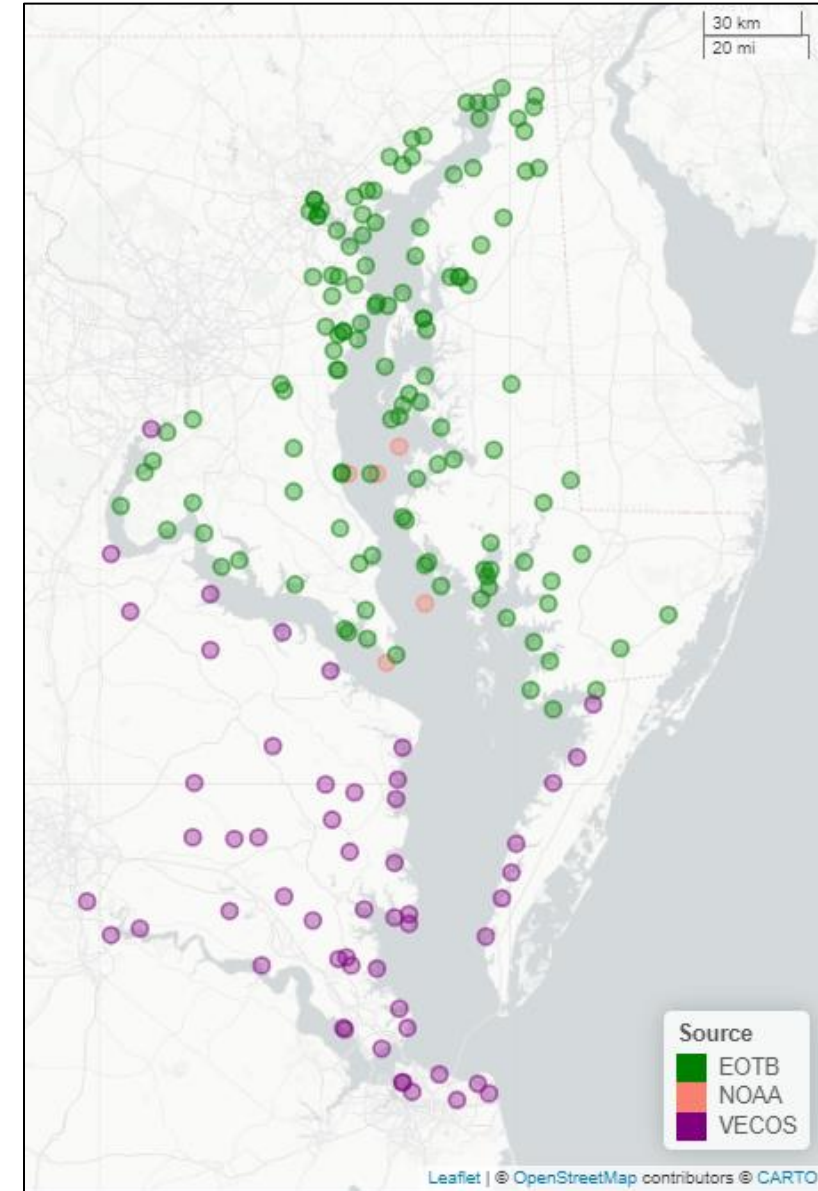 30 km
20 mi
Source
EOTB
NOAA
VECOS
Leaflet | © OpenStreetMap contributors © CARTO